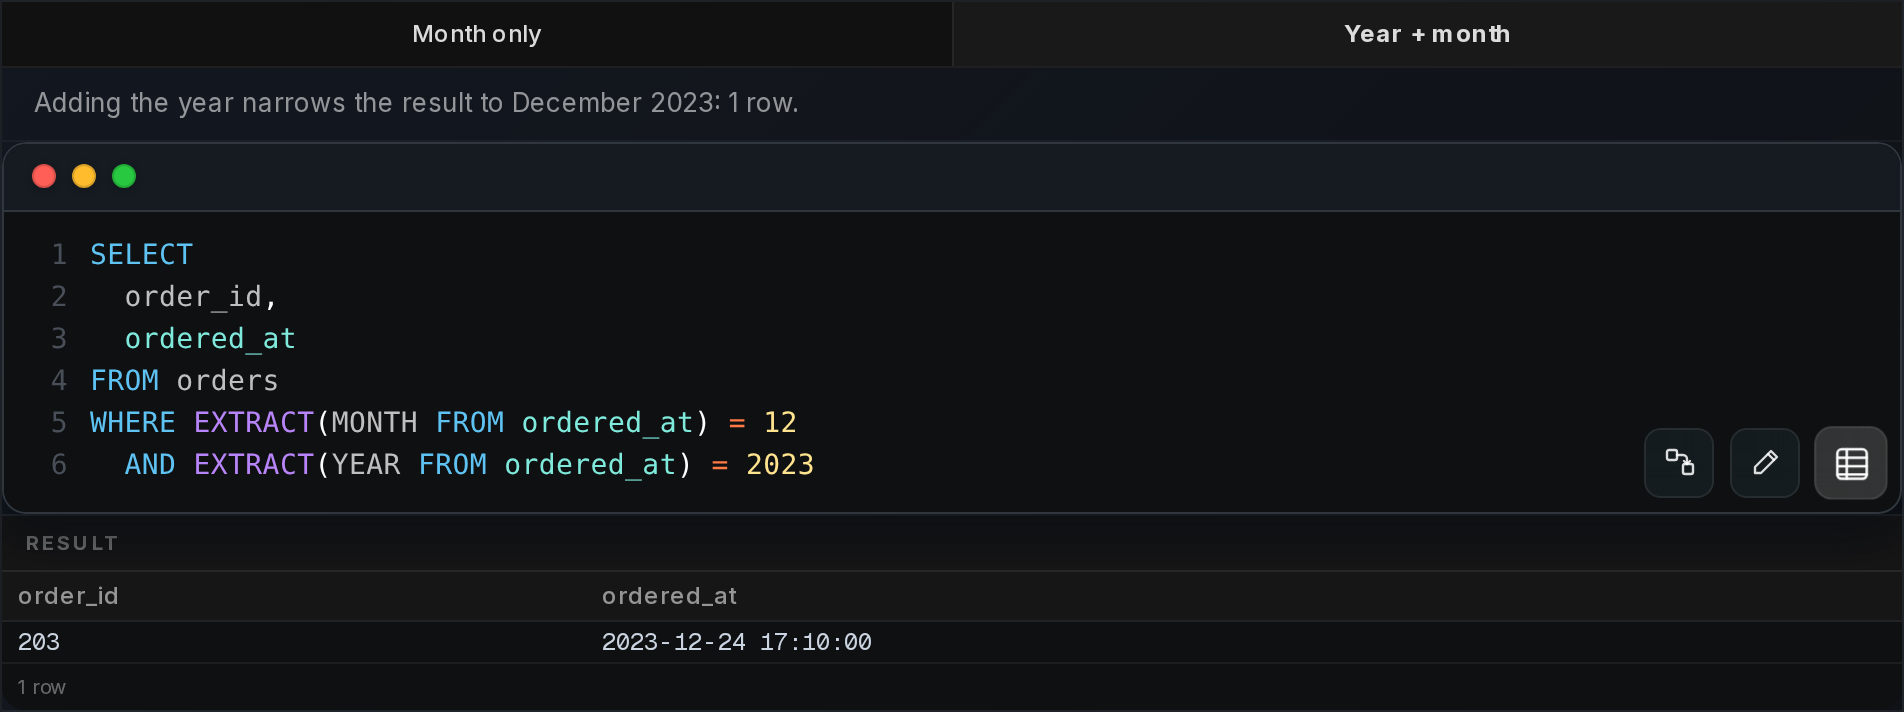 Month only
Year + month
Adding the year narrows the result to December 2023: 1 row.
1 SELECT
2   order_id,
3   ordered_at
4 FROM orders
5 WHERE EXTRACT(MONTH FROM ordered_at) = 12
6   AND EXTRACT(YEAR FROM ordered_at) = 2023
RESULT
order_id ordered_at
203 2023-12-24 17:10:00
1 row